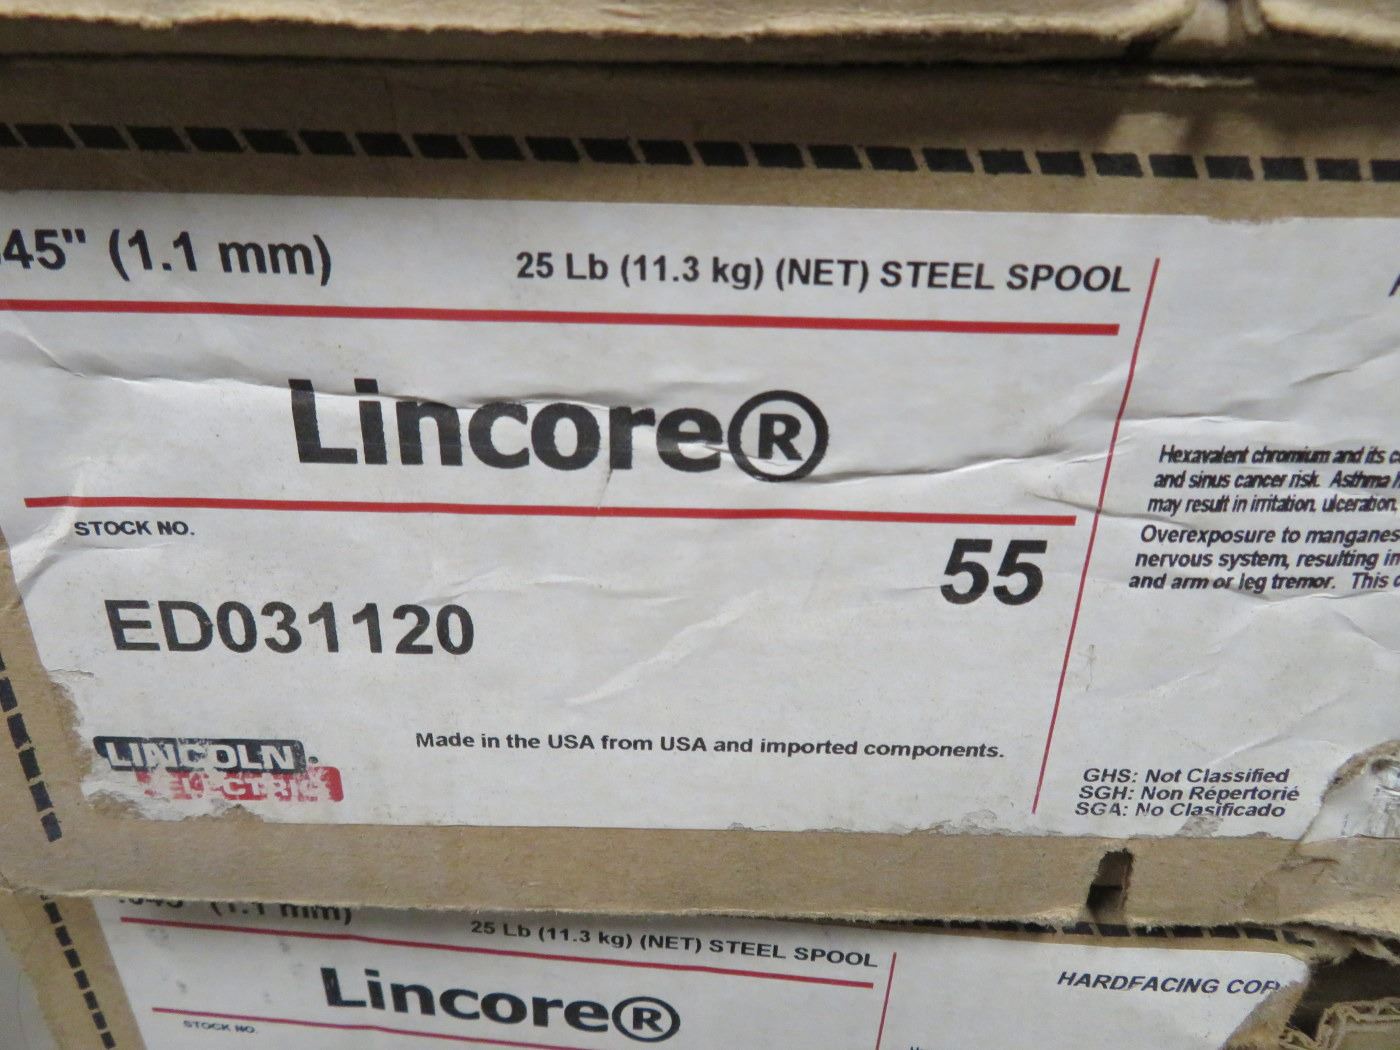 45" (1.1 mm)
25 Lb (11.3 kg) (NET) STEEL SPOOL
Lincore®
55
STOCK NO.
ED031120
LINCOLN
ELECTRIC
Made in the USA from USA and imported components.
Hexavalent chromium and its
and sinus cancer risk. Asthma
may result in irritation, ulceration,
Overexposure to
nervous system, resulting in
and arm or leg tremor. This
GHS: Not Classified
SGH: Non Répertorié
SGA: No Clasificado
(1.1 mm)
25 Lb (11.3 kg) (NET) STEEL SPOOL
Lincore®
STOCK NO.
HARDFACING